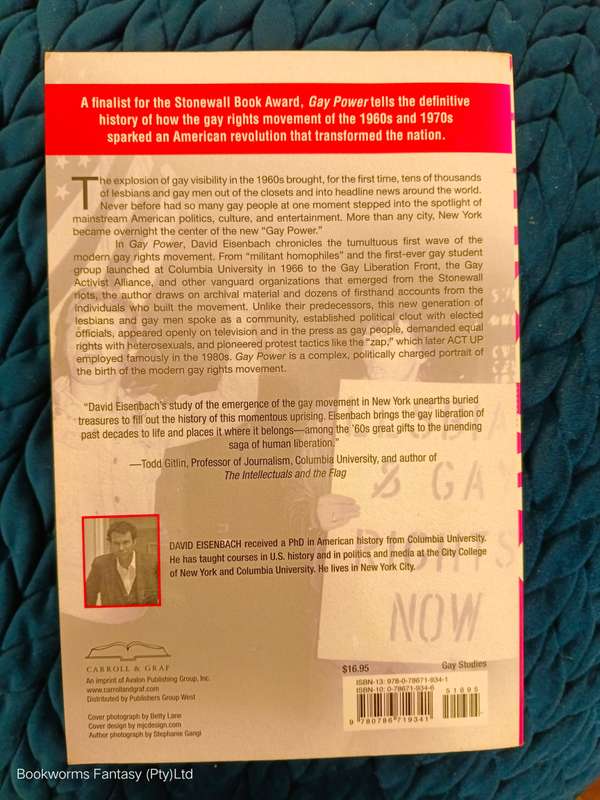 A finalist for the Stonewall Book Award, Gay Power tells the definitive
history of how the gay rights movement of the 1960s and 1970s
sparked an American revolution that transformed the nation.
The explosion of gay visibility in the 1960s brought, for the first time, tens of thousands
of lesbians and gay men out of the closets and into headline news around the world.
Never before had so many gay people at one moment stepped into the spotlight of
mainstream American politics, culture, and entertainment. More than any city, New York
became overnight the center of the new “Gay Power.”
In Gay Power, David Eisenbach chronicles the tumultuous first wave of the
modern gay rights movement. From “militant homophiles” and the first-ever gay student
group launched at Columbia University in 1966 to the Gay Liberation Front, the Gay
Activist Alliance, and other vanguard organizations that emerged from the Stonewall
riots, the author draws on archival material and dozens of firsthand accounts from the
individuals who built the movement. Unlike their predecessors, this new generation of
lesbians and gay men spoke as a community, established political clout with elected
officials, appeared openly on television and in the press as gay people, demanded equal
rights with heterosexuals, and pioneered protest tactics like the “zap,” which later ACT UP
employed famously in the 1980s. Gay Power is a complex, politically charged portrait of
the birth of the modern gay rights movement.
“David Eisenbach’s study of the emergence of the gay movement in New York unearths buried
treasures to fill out the history of this momentous uprising. Eisenbach brings the gay liberation of
past decades to life and places it where it belongs—among the ’60s great gifts to the unending
saga of human liberation.”
—Todd Gitlin, Professor of Journalism, Columbia University, and author of
The Intellectuals and the Flag
& GA
DAVID EISENBACH received a PhD in American history from Columbia University.
He has taught courses in U.S. history and in politics and media at the City College
of New York and Columbia University. He lives in New York City.
NOW
CARROLL & GRAF
An imprint of Avalon Publishing Group, Inc.
www.carrollandgraf.com
Distributed by Publishers Group West
Cover photograph by Betty Lane
Cover design by mjcdesign.com
Author photograph by Stephanie Gangi
$16.95
Gay Studies
ISBN-13: 978-0-78671-934-1
ISBN-10: 0-78671-934-6
51695
9 780786 719341
Bookworms Fantasy (Pty)Ltd